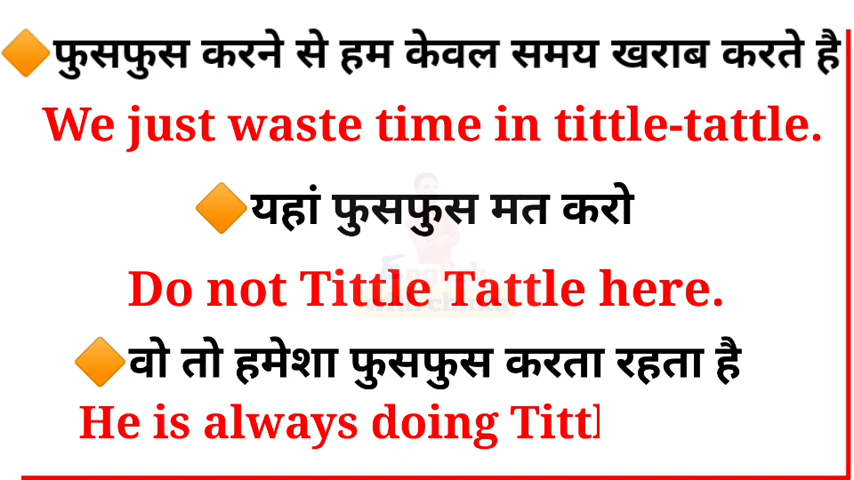 फुसफुस करने से हम केवल समय खराब करते है
We just waste time in tittle-tattle.
यहां फुसफुस मत करो
Do not Tittle Tattle here.
वो तो हमेशा फुसफुस करता रहता है
He is always doing Tittl